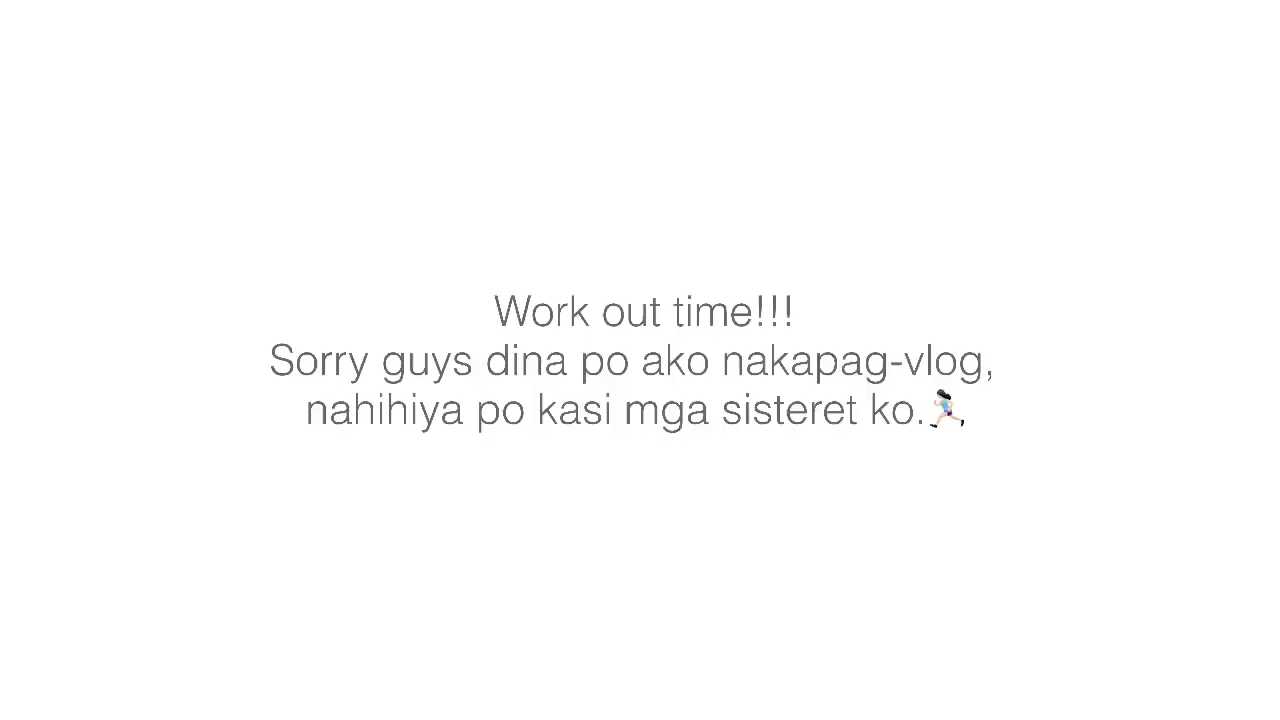 Work out time!!!
Sorry guys dina po ako nakapag-vlog,
nahihiya po kasi mga sisteret ko.🏃🏻‍♀️